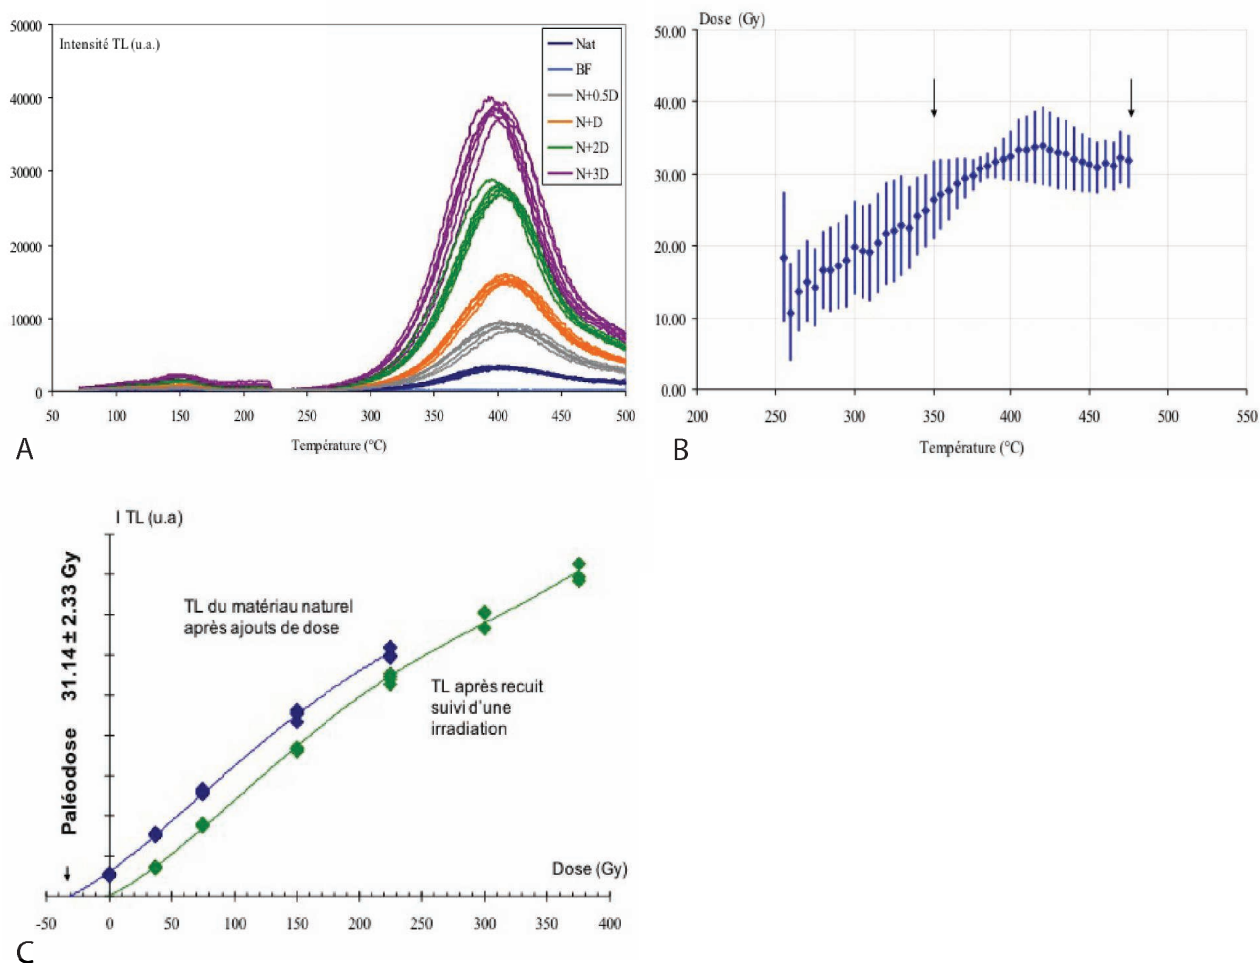 50000
40000
30000
20000
10000
0
Intensité TL (u.a.)
Nat
BF
N+0.5D
N+D
N+2D
N+3D
50 100 150 200 250 300 350 400 450 500
Température (°C)
A
Dose (Gy)
50.00
40.00
30.00
20.00
10.00
0.00
200 250 300 350 400 450 500 550
Température (°C)
B
I TL (u.a)
Paléodose 31.14±2.33 Gy
TL du matériau naturel
après ajouts de dose
TL après recuit
suivi d'une
irradiation
Dose (Gy)
-50 0 50 100 150 200 250 300 350 400
C